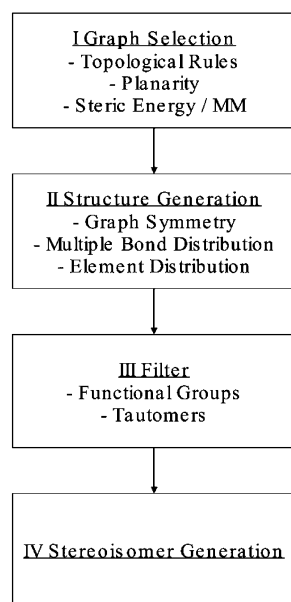 I Graph Selection
- Topological Rules
- Planarity
- Steric Energy / MM
II Structure Generation
- Graph Symmetry
- Multiple Bond Distribution
- Element Distribution
III Filter
- Functional Groups
- Tautomers
IV Stereoisomer Generation